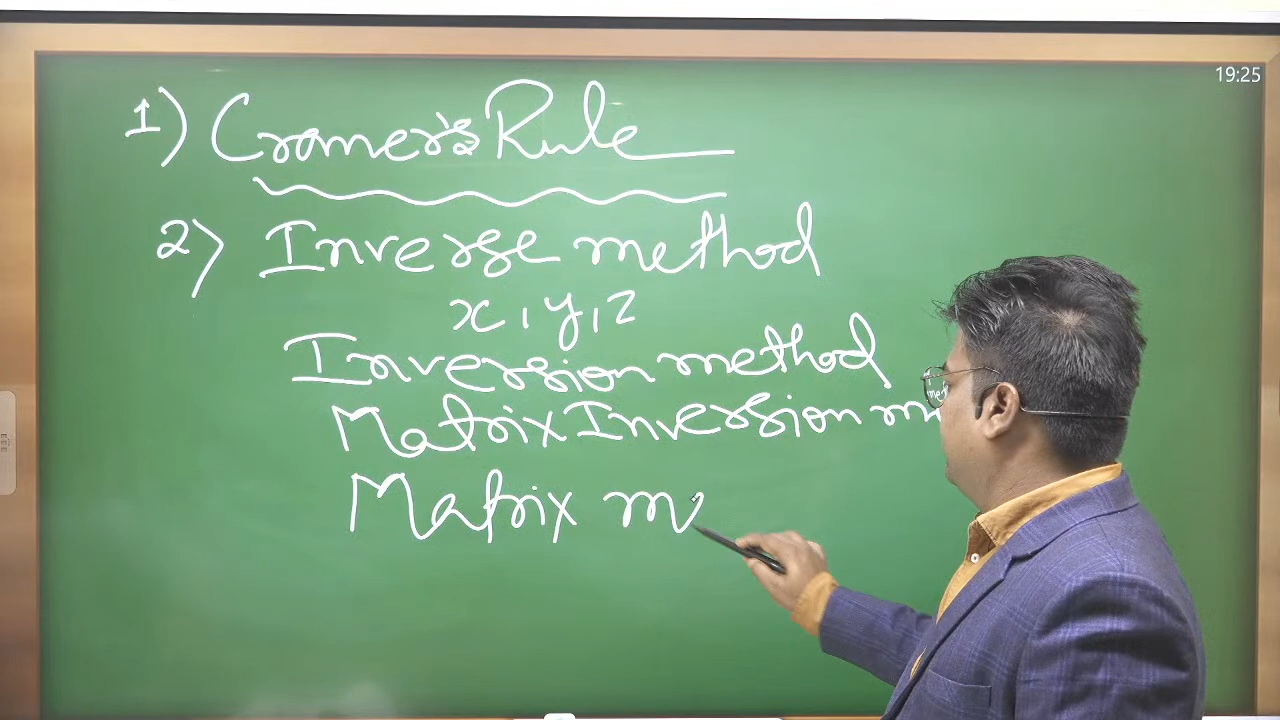 19:25
1) Cramer's Rule
2) Inverse method
x, y, z
Inversion method
Matrix Inversion m
Matrix m